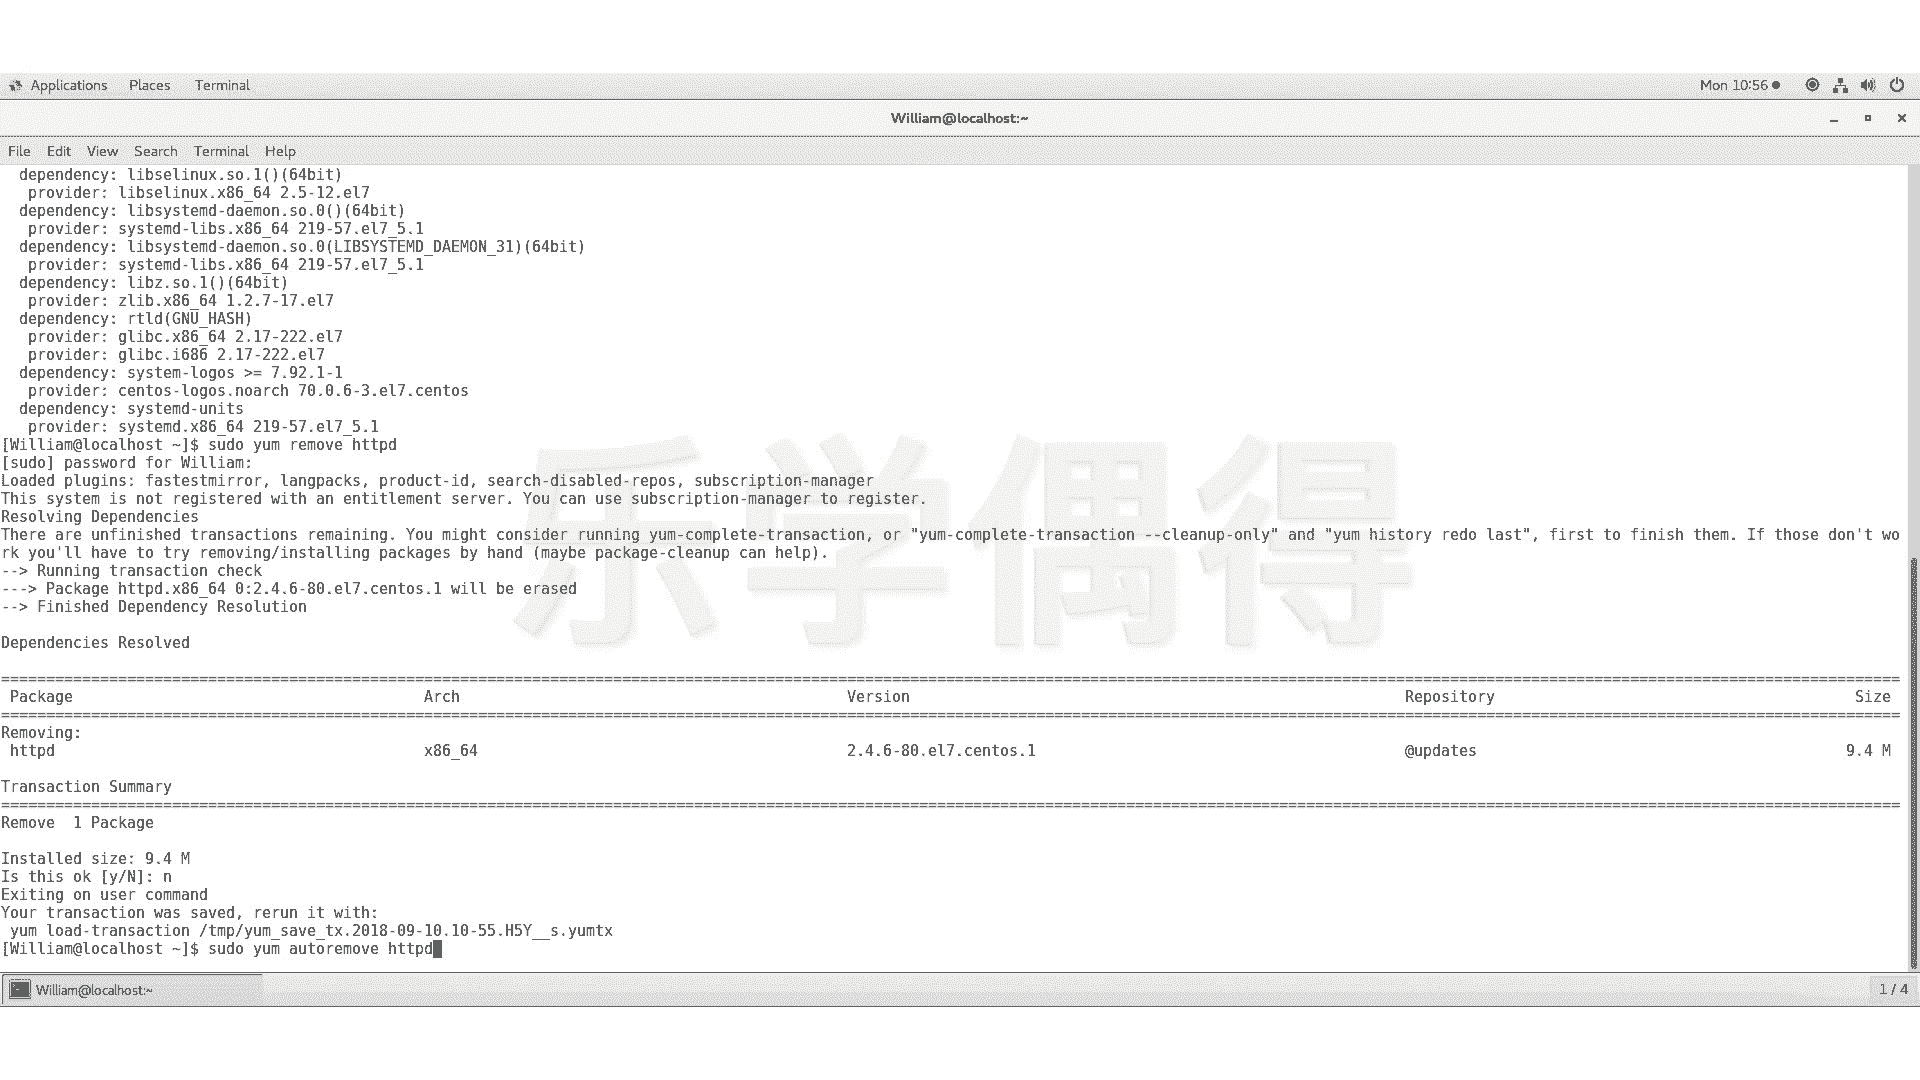 Applications Places Terminal Mon 10:56
William@localhost:~
File Edit View Search Terminal Help
dependency: libselinux.so.1()(64bit)
provider: libselinux.x86_64 2.5-12.el7
dependency: libsystemd-daemon.so.0()(64bit)
provider: systemd-libs.x86_64 219-57.el7_5.1
dependency: libsystemd-daemon.so.0(LIBSYSTEMD_DAEMON_31)(64bit)
provider: systemd-libs.x86_64 219-57.el7_5.1
dependency: libz.so.1()(64bit)
provider: zlib.x86_64 1.2.7-17.el7
dependency: rtld(GNU_HASH)
provider: glibc.x86_64 2.17-222.el7
provider: glibc.i686 2.17-222.el7
dependency: system-logos >= 7.92.1-1
provider: centos-logos.noarch 70.0.6-3.el7.centos
dependency: systemd-units
provider: systemd.x86_64 219-57.el7_5.1
[William@localhost ~]$ sudo yum remove httpd
[sudo] password for William:
Loaded plugins: fastestmirror, langpacks, product-id, search-disabled-repos, subscription-manager
This system is not registered with an entitlement server. You can use subscription-manager to register.
Resolving Dependencies
There are unfinished transactions remaining. You might consider running yum-complete-transaction, or "yum-complete-transaction --cleanup-only" and "yum history redo last", first to finish them. If those don't wo
rk you'll have to try removing/installing packages by hand (maybe package-cleanup can help).
--> Running transaction check
---> Package httpd.x86_64 0:2.4.6-80.el7.centos.1 will be erased
--> Finished Dependency Resolution
乐学偶得
Dependencies Resolved
Package Arch Version Repository Size
Removing:
httpd x86_64 2.4.6-80.el7.centos.1 @updates 9.4 M
Transaction Summary
Remove 1 Package
Installed size: 9.4 M
Is this ok [y/N]: n
Exiting on user command
Your transaction was saved, rerun it with:
yum load-transaction /tmp/yum_save_tx.2018-09-10.10-55.H5Y__s.yumtx
[William@localhost ~]$ sudo yum autoremove httpd
William@localhost:~ 1 / 4